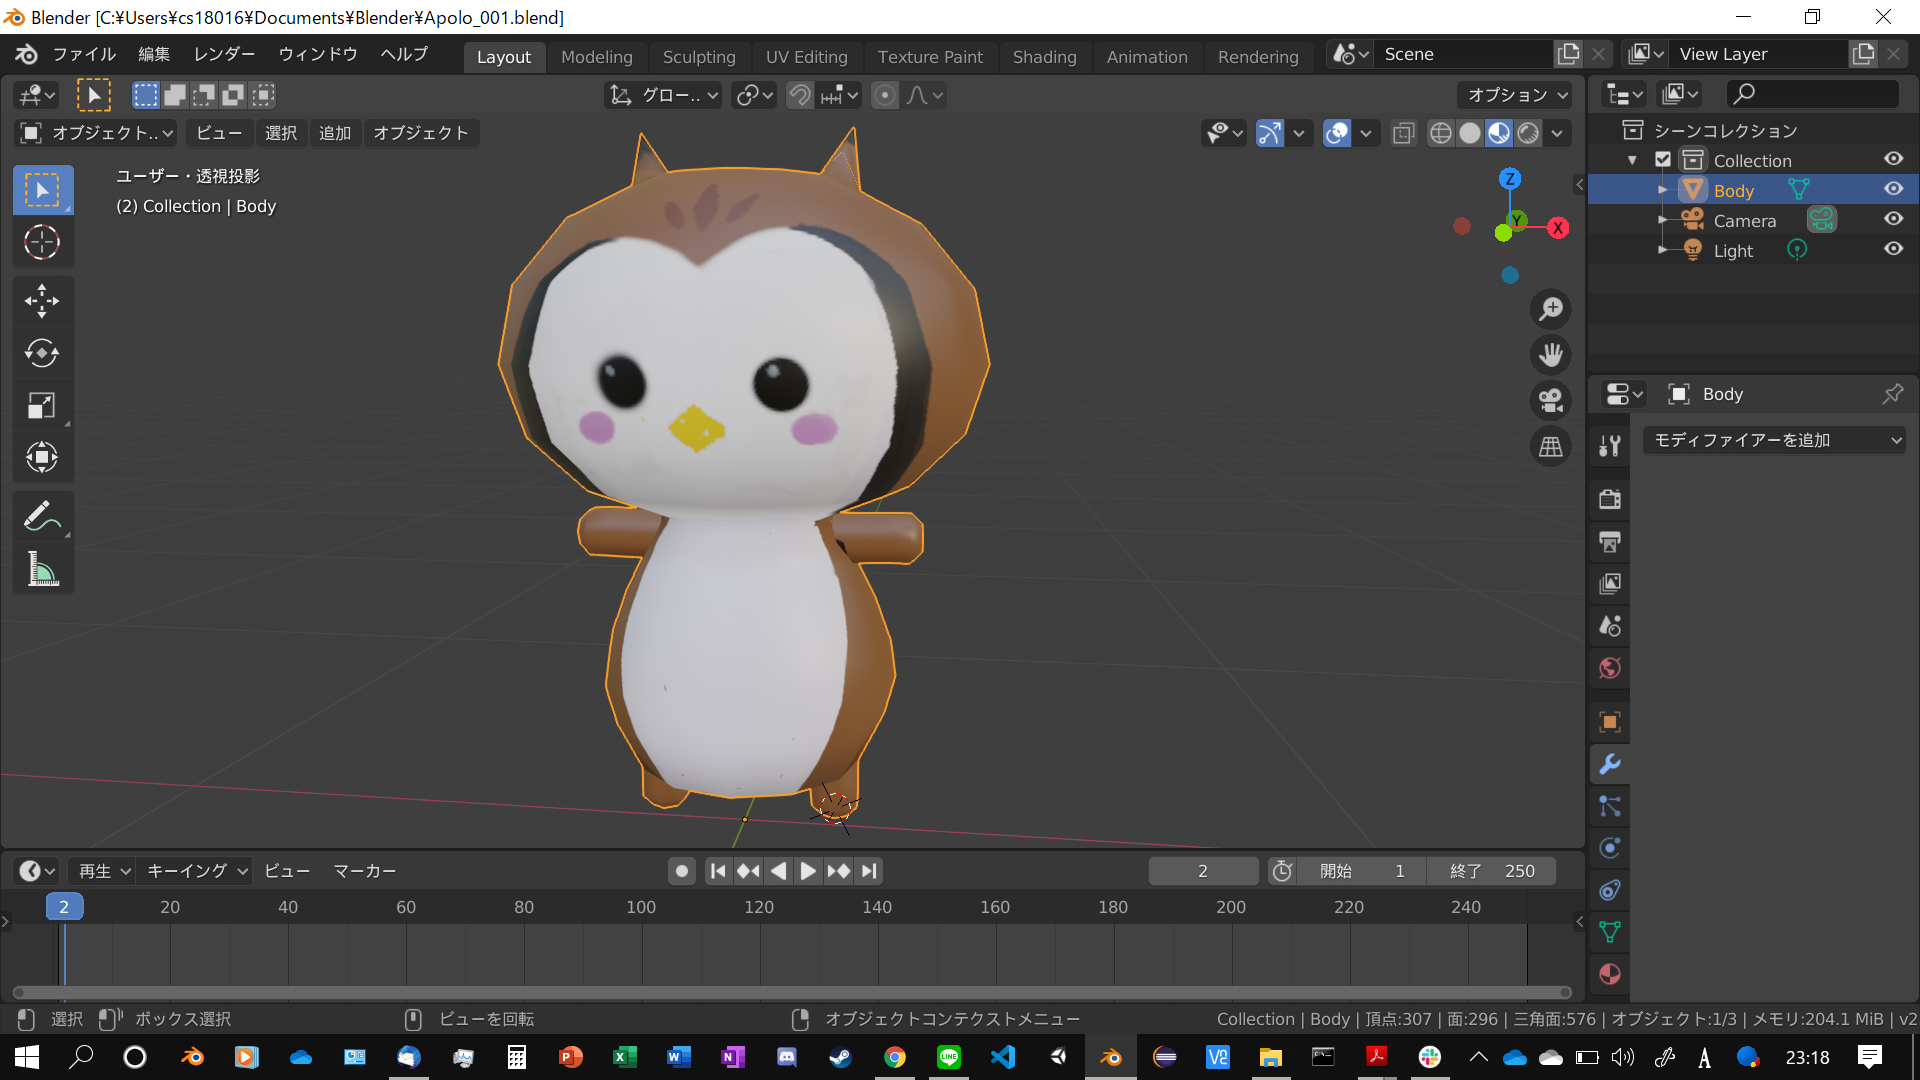 Blender [C:¥Users¥cs18016¥Documents¥Blender¥Apolo_001.blend]
ファイル 編集 レンダー ウィンドウ ヘルプ Layout Modeling Sculpting UV Editing Texture Paint Shading Animation Rendering Scene View Layer
グロー.. オプション
オブジェクト.. ビュー 選択 追加 オブジェクト
ユーザー・透視投影
(2) Collection | Body
Z
Y
X
シーンコレクション
Collection
Body
Camera
Light
Body
モディファイアーを追加
再生 キーイング ビュー マーカー 2 開始 1 終了 250
2 20 40 60 80 100 120 140 160 180 200 220 240
選択 ボックス選択 ビューを回転 オブジェクトコンテクストメニュー Collection | Body | 頂点:307 | 面:296 | 三角面:576 | オブジェクト:1/3 | メモリ:204.1 MiB | v2
A 23:18